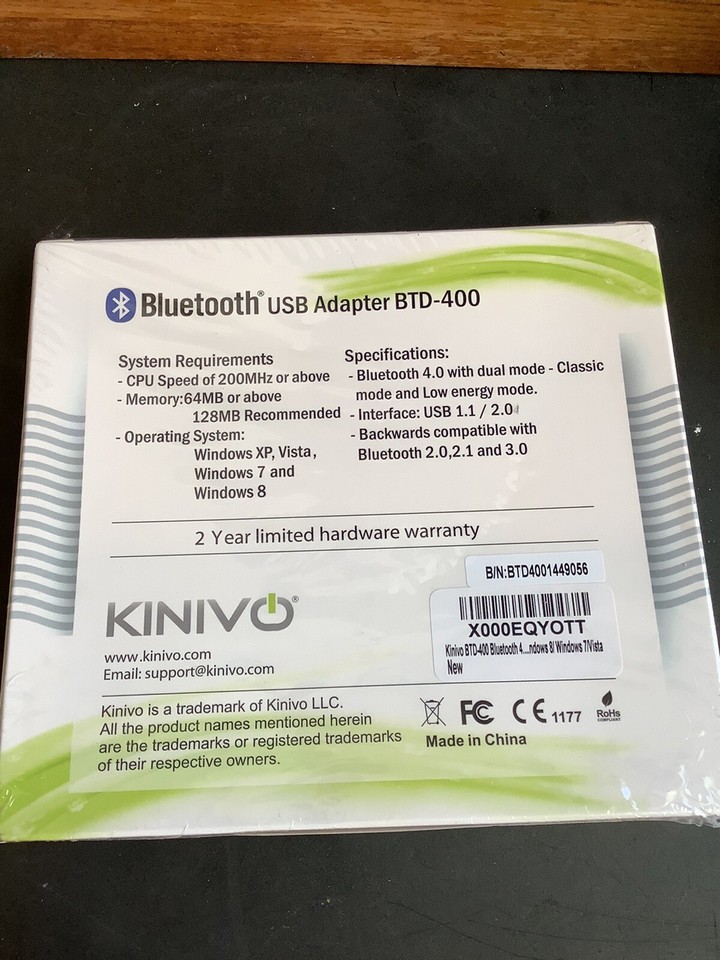 Bluetooth® USB Adapter BTD-400
System Requirements
- CPU Speed of 200MHz or above
- Memory:64MB or above
128MB Recommended
- Operating System:
Windows XP, Vista,
Windows 7 and
Windows 8
Specifications:
- Bluetooth 4.0 with dual mode - Classic
mode and Low energy mode.
- Interface: USB 1.1 / 2.0
- Backwards compatible with
Bluetooth 2.0,2.1 and 3.0
2 Year limited hardware warranty
B/N:BTD4001449056
X000EQYOTT
Kinivo BTD-400 Bluetooth 4....ndows 8/ Windows 7/Vista
New
KINIVO®
www.kinivo.com
Email: support@kinivo.com
Kinivo is a trademark of Kinivo LLC.
All the product names mentioned herein
are the trademarks or registered trademarks
of their respective owners.
FC CE 1177 RoHS
COMPLIANT
Made in China